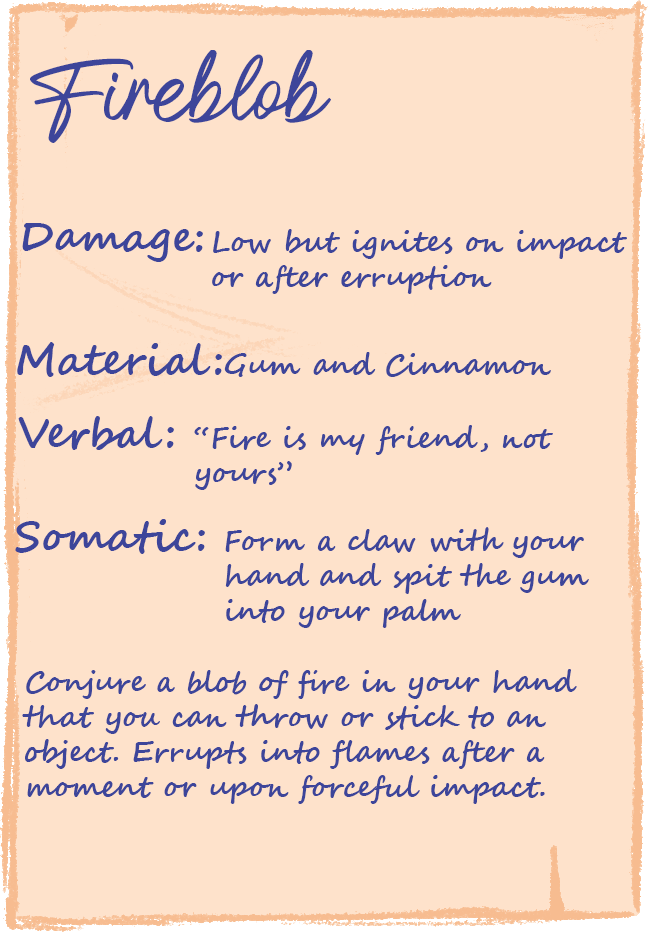 Fireblob
Damage: Low but ignites on impact
or after erruption
Material:Gum and Cinnamon
Verbal: “Fire is my friend, not
yours”
Somatic: Form a claw with your
hand and spit the gum
into your palm
Conjure a blob of fire in your hand
that you can throw or stick to an
object. Errupts into flames after a
moment or upon forceful impact.